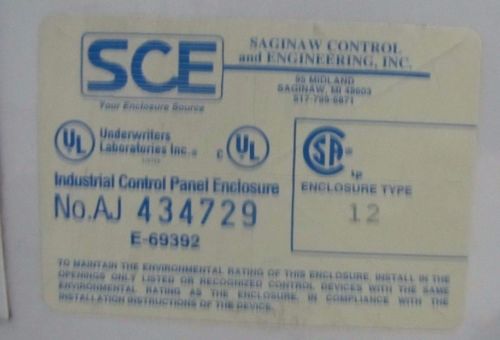 SCE
Your Enclosure Source
SAGINAW CONTROL
and ENGINEERING, INC.
95 MIDLAND
SAGINAW, MI 48603
517-799-6871
UL
Underwriters
Laboratories Inc.®
LISTED
c UL
CSA
Industrial Control Panel Enclosure
No. AJ 434729
E-69392
ENCLOSURE TYPE
12
TO MAINTAIN THE ENVIRONMENTAL RATING OF THIS ENCLOSURE, INSTALL IN THE
OPENINGS ONLY LISTED OR RECOGNIZED CONTROL DEVICES WITH THE SAME
ENVIRONMENTAL RATING AS THE ENCLOSURE, IN COMPLIANCE WITH THE
INSTALLATION INSTRUCTIONS OF THE DEVICE.